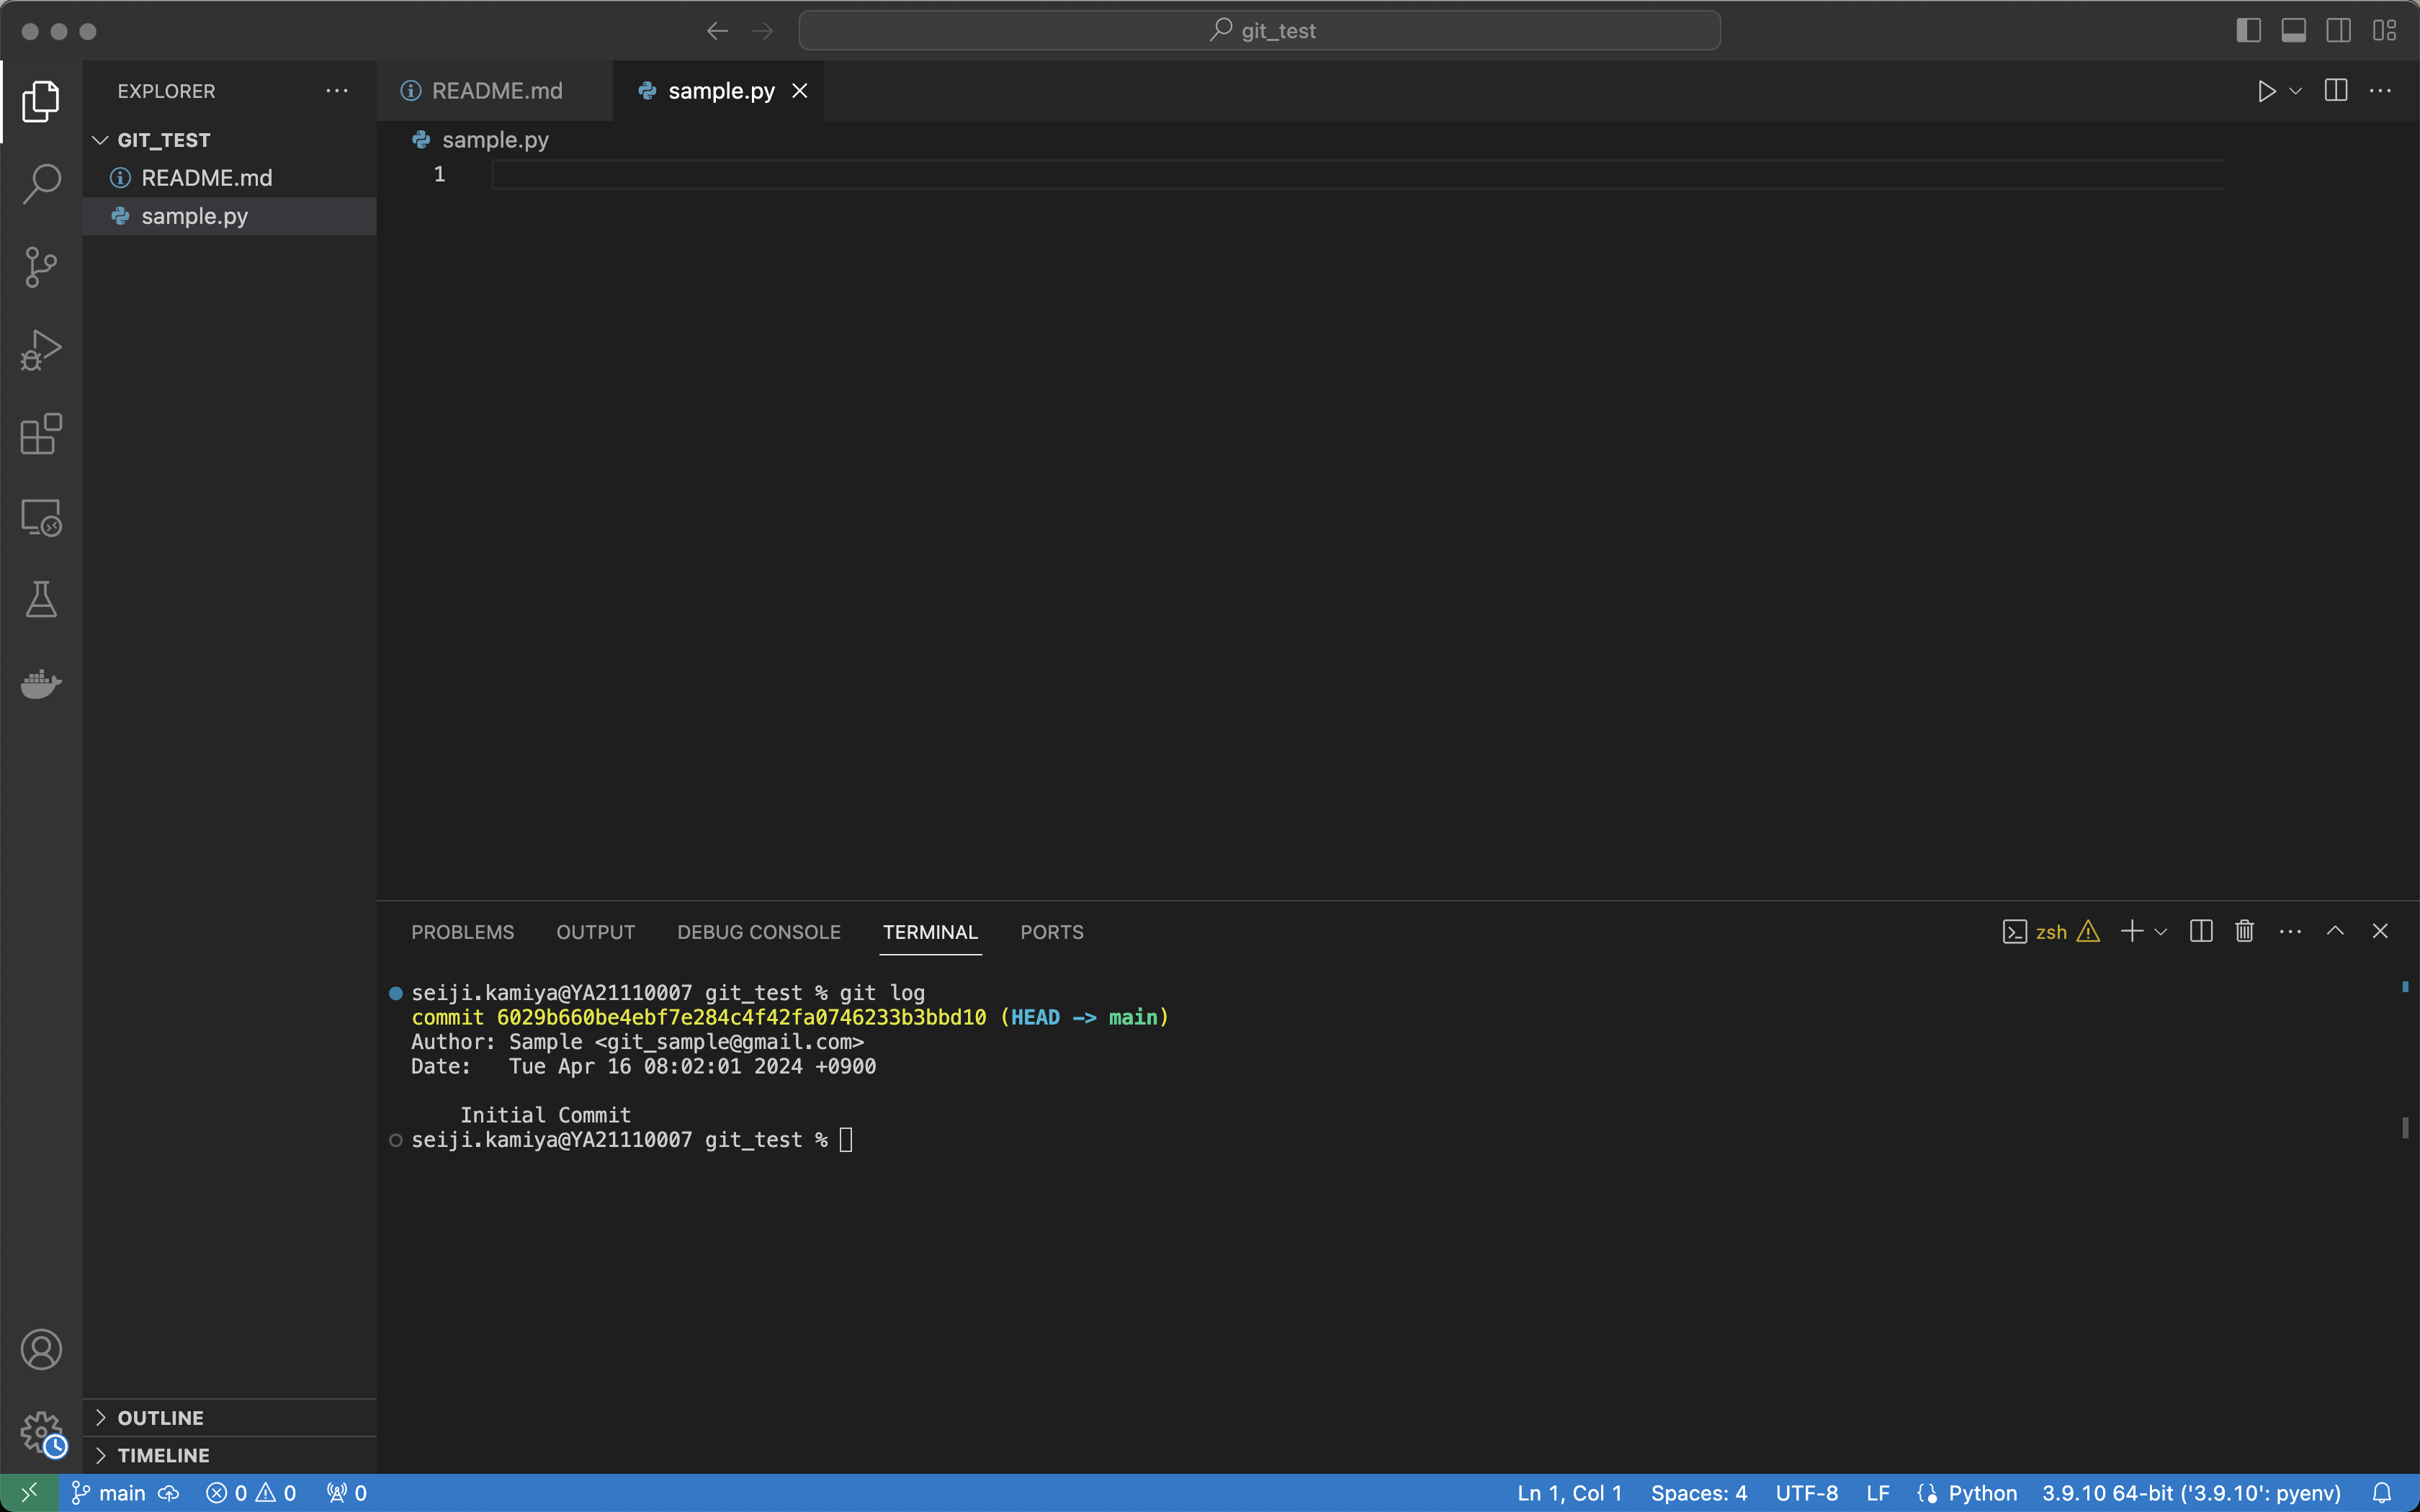 git_test
EXPLORER
README.md
sample.py
GIT_TEST
README.md
sample.py
sample.py
1
PROBLEMS OUTPUT DEBUG CONSOLE TERMINAL PORTS
zsh
seiji.kamiya@YA21110007 git_test % git log
commit 6029b660be4ebf7e284c4f42fa0746233b3bbd10 (HEAD -> main)
Author: Sample <git_sample@gmail.com>
Date:   Tue Apr 16 08:02:01 2024 +0900
Initial Commit
seiji.kamiya@YA21110007 git_test %
OUTLINE
TIMELINE
main 0 0 0 Ln 1, Col 1 Spaces: 4 UTF-8 LF Python 3.9.10 64-bit ('3.9.10': pyenv)